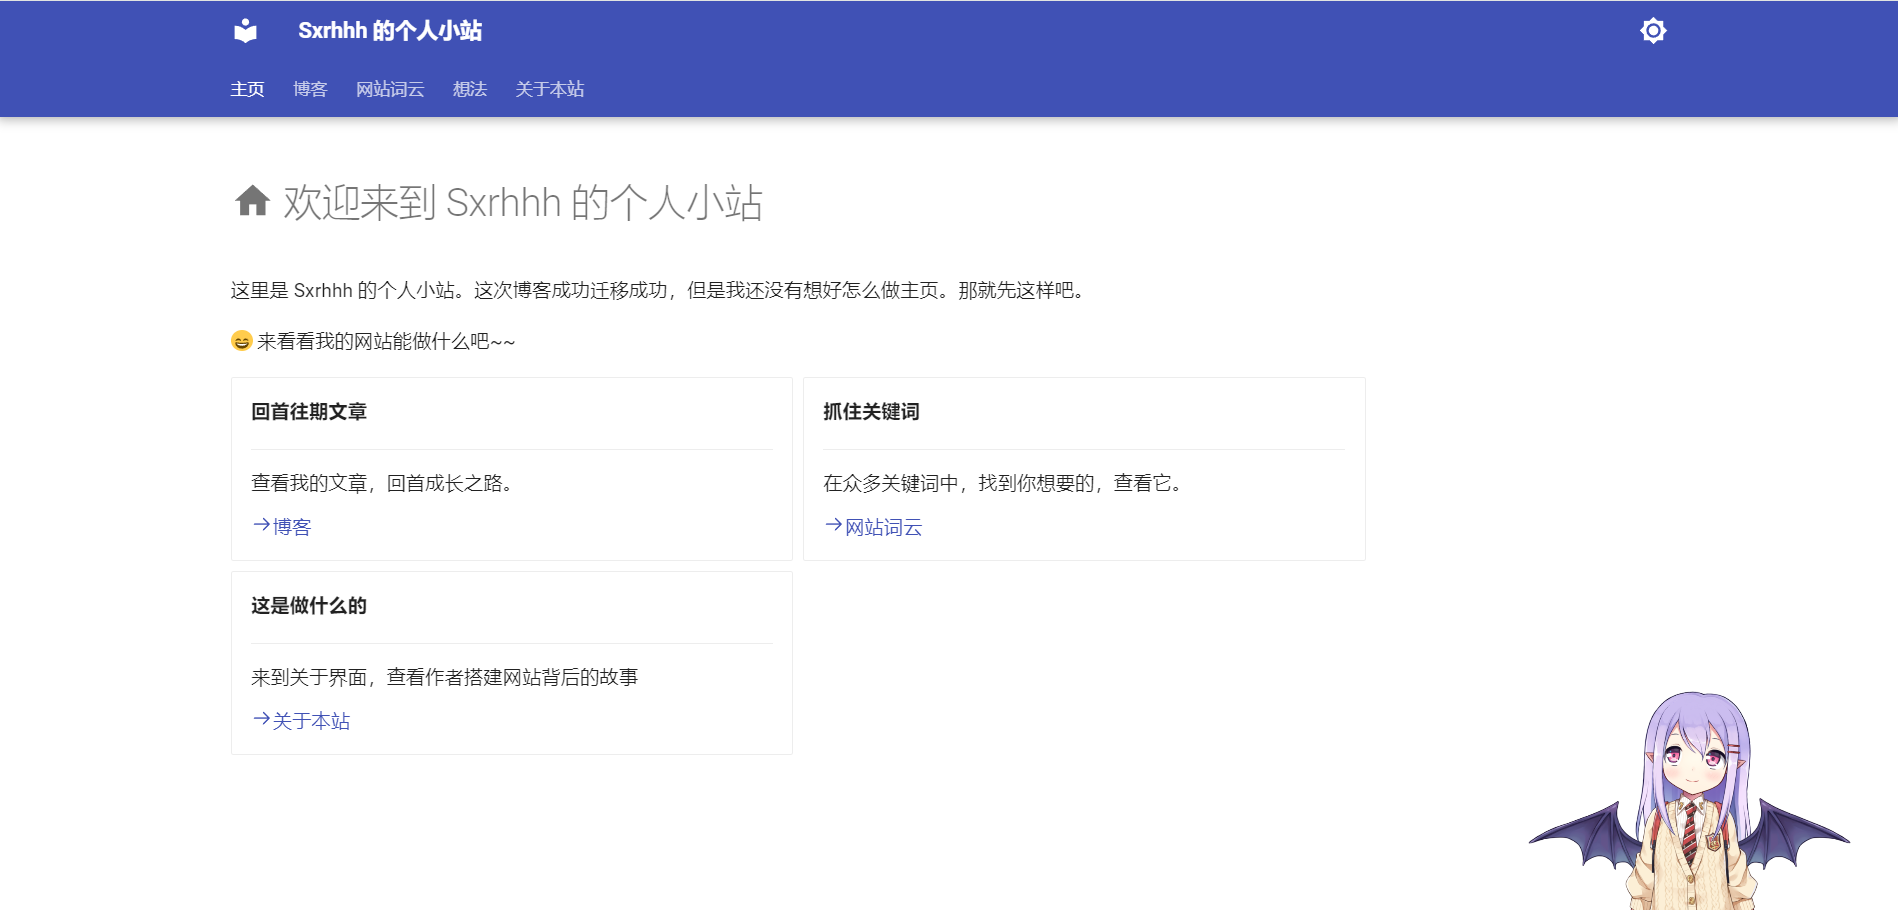 Sxrhhh 的个人小站
主页 博客 网站词云 想法 关于本站
欢迎来到 Sxrhhh 的个人小站
这里是 Sxrhhh 的个人小站。这次博客成功迁移成功，但是我还没有想好怎么做主页。那就先这样吧。
😄 来看看我的网站能做什么吧~~
回首往期文章
查看我的文章，回首成长之路。
→博客
抓住关键词
在众多关键词中，找到你想要的，查看它。
→网站词云
这是做什么的
来到关于界面，查看作者搭建网站背后的故事
→关于本站